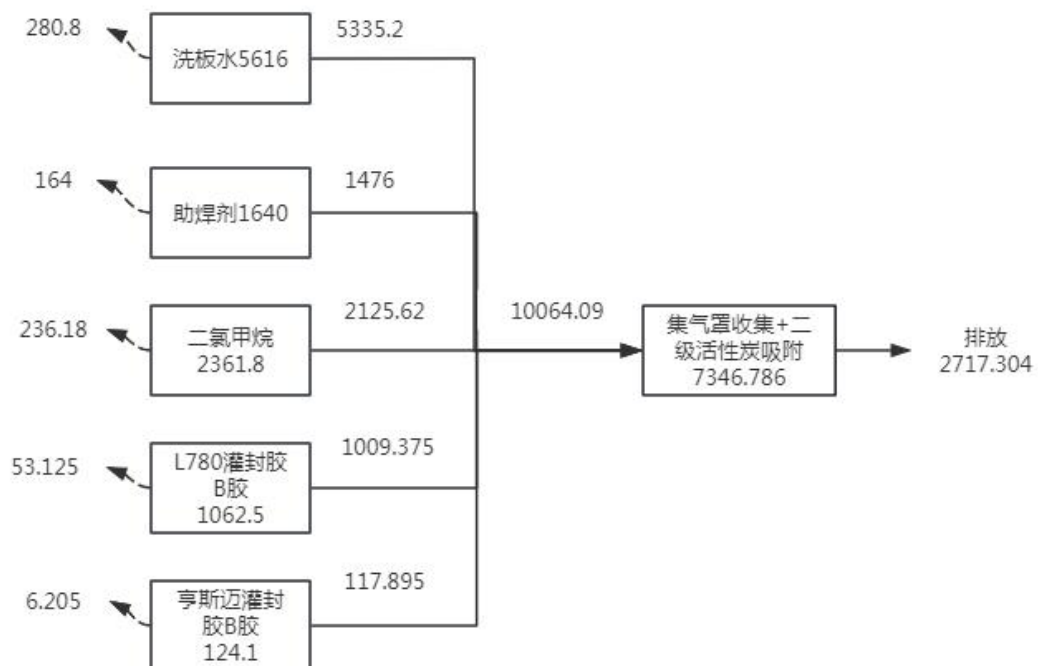 280.8
洗板水5616
5335.2
164
助焊剂1640
1476
236.18
二氯甲烷
2361.8
2125.62
10064.09
集气罩收集+二
级活性炭吸附
7346.786
排放
2717.304
53.125
L780灌封胶
B胶
1062.5
1009.375
6.205
亨斯迈灌封
胶B胶
124.1
117.895